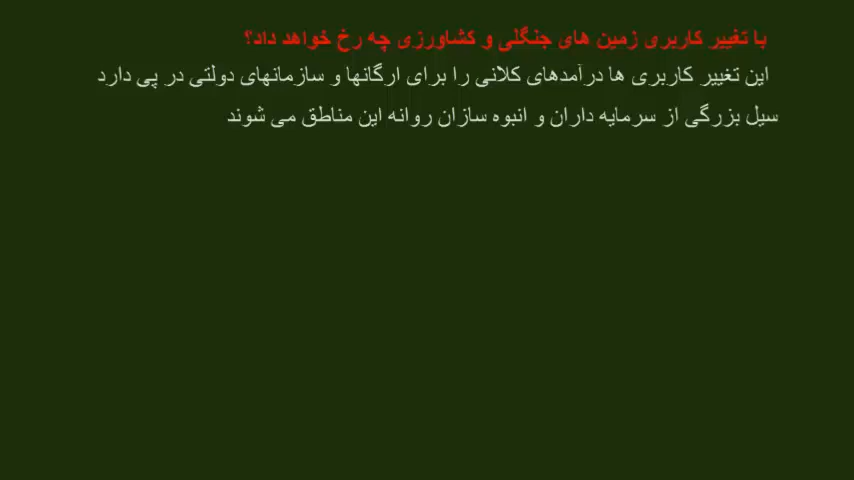 با تغییر کاربری زمین های جنگلی و کشاورزی چه رخ خواهد داد؟
این تغییر کاربری ها درآمدهای کلانی را برای ارگانها و سازمانهای دولتی در پی دارد
سیل بزرگی از سرمایه داران و انبوه سازان روانه این مناطق می شوند